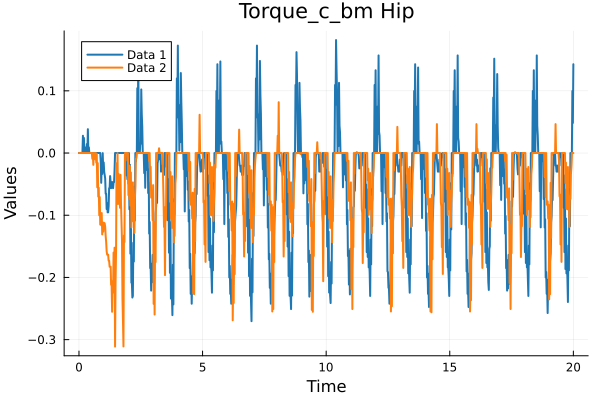 Torque_c_bm Hip
Data 1
Data 2
Values
0.1
0.0
−0.1
−0.2
−0.3
0 5 10 15 20
Time